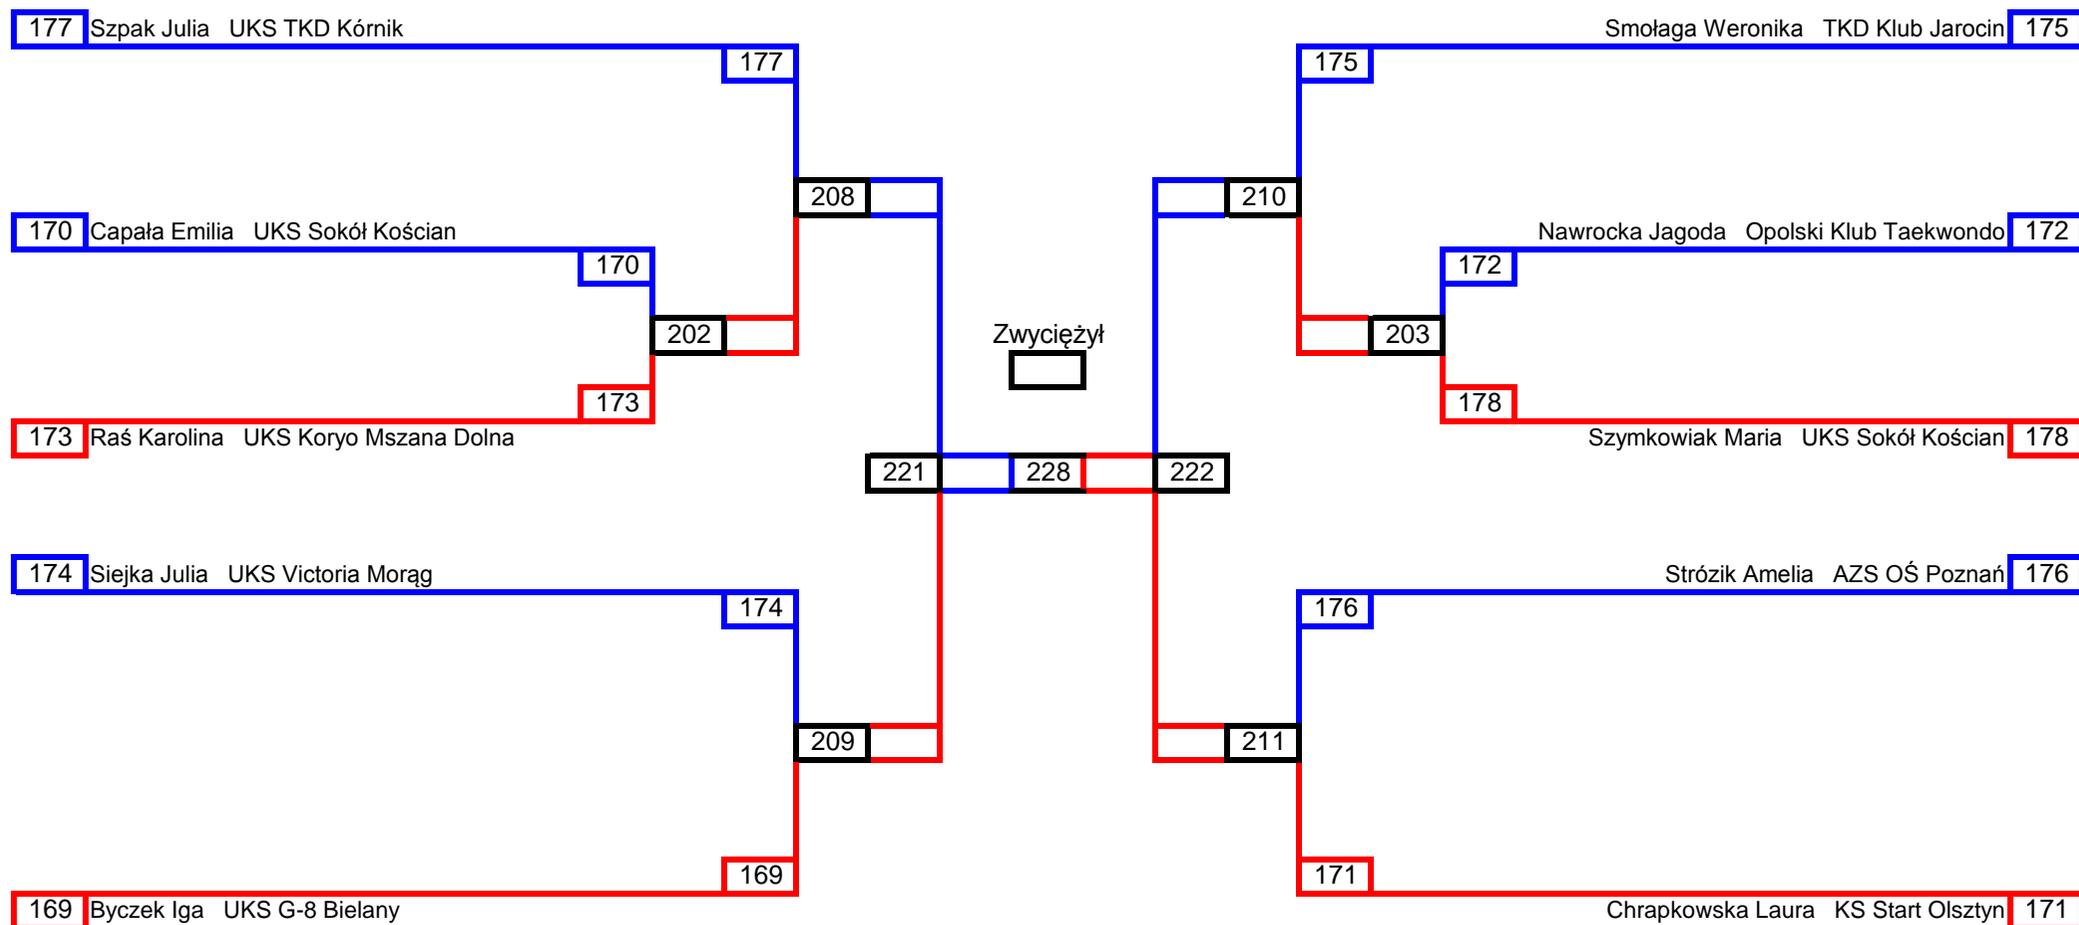 177 Szpak Julia UKS TKD Kórnik
Smołaga Weronika TKD Klub Jarocin 175
177
175
208
210
170 Capała Emilia UKS Sokół Kościan
Nawrocka Jagoda Opolski Klub Taekwondo 172
170
172
202
Zwyciężył
203
173
178
173 Raś Karolina UKS Koryo Mszana Dolna
Szymkowiak Maria UKS Sokół Kościan 178
221
228
222
174 Siejka Julia UKS Victoria Morąg
Strózik Amelia AZS OŚ Poznań 176
174
176
209
211
169
171
169 Byczek Iga UKS G-8 Bielany
Chrapkowska Laura KS Start Olsztyn 171